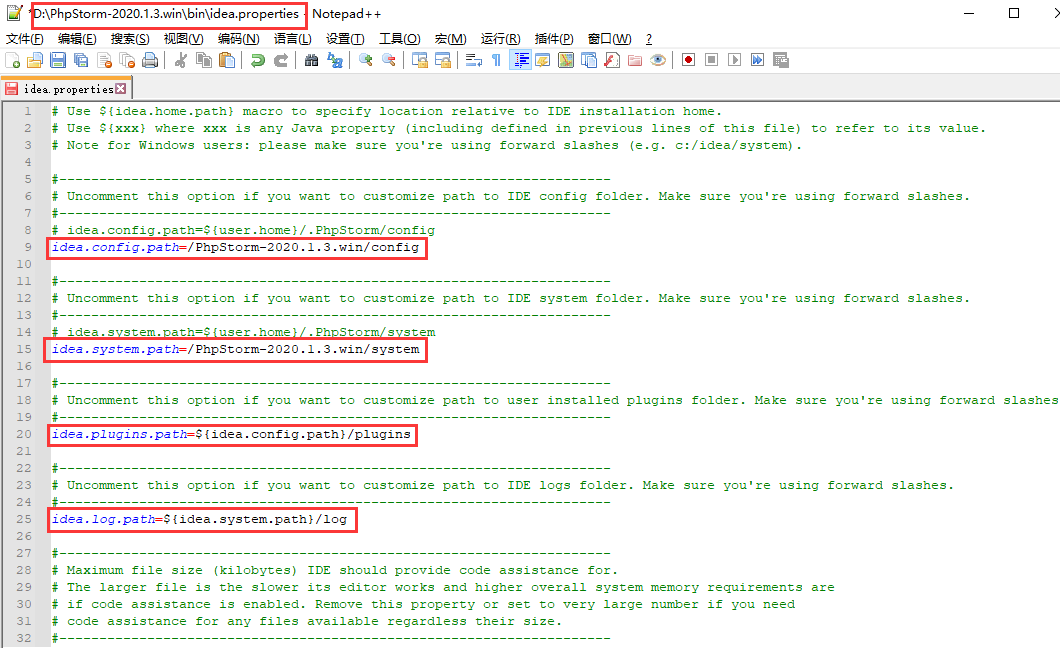 *D:\PhpStorm-2020.1.3.win\bin\idea.properties - Notepad++
文件(F) 编辑(E) 搜索(S) 视图(V) 编码(N) 语言(L) 设置(T) 工具(O) 宏(M) 运行(R) 插件(P) 窗口(W) ?
idea.properties
1 # Use ${idea.home.path} macro to specify location relative to IDE installation home.
2 # Use ${xxx} where xxx is any Java property (including defined in previous lines of this file) to refer to its value.
3 # Note for Windows users: please make sure you're using forward slashes (e.g. c:/idea/system).
4
5 #---------------------------------------------------------------------
6 # Uncomment this option if you want to customize path to IDE config folder. Make sure you're using forward slashes.
7 #---------------------------------------------------------------------
8 # idea.config.path=${user.home}/.PhpStorm/config
9 idea.config.path=/PhpStorm-2020.1.3.win/config
10
11 #---------------------------------------------------------------------
12 # Uncomment this option if you want to customize path to IDE system folder. Make sure you're using forward slashes.
13 #---------------------------------------------------------------------
14 # idea.system.path=${user.home}/.PhpStorm/system
15 idea.system.path=/PhpStorm-2020.1.3.win/system
16
17 #---------------------------------------------------------------------
18 # Uncomment this option if you want to customize path to user installed plugins folder. Make sure you're using forward slashes
19 #---------------------------------------------------------------------
20 idea.plugins.path=${idea.config.path}/plugins
21
22 #---------------------------------------------------------------------
23 # Uncomment this option if you want to customize path to IDE logs folder. Make sure you're using forward slashes.
24 #---------------------------------------------------------------------
25 idea.log.path=${idea.system.path}/log
26
27 #---------------------------------------------------------------------
28 # Maximum file size (kilobytes) IDE should provide code assistance for.
29 # The larger file is the slower its editor works and higher overall system memory requirements are
30 # if code assistance is enabled. Remove this property or set to very large number if you need
31 # code assistance for any files available regardless their size.
32 #---------------------------------------------------------------------